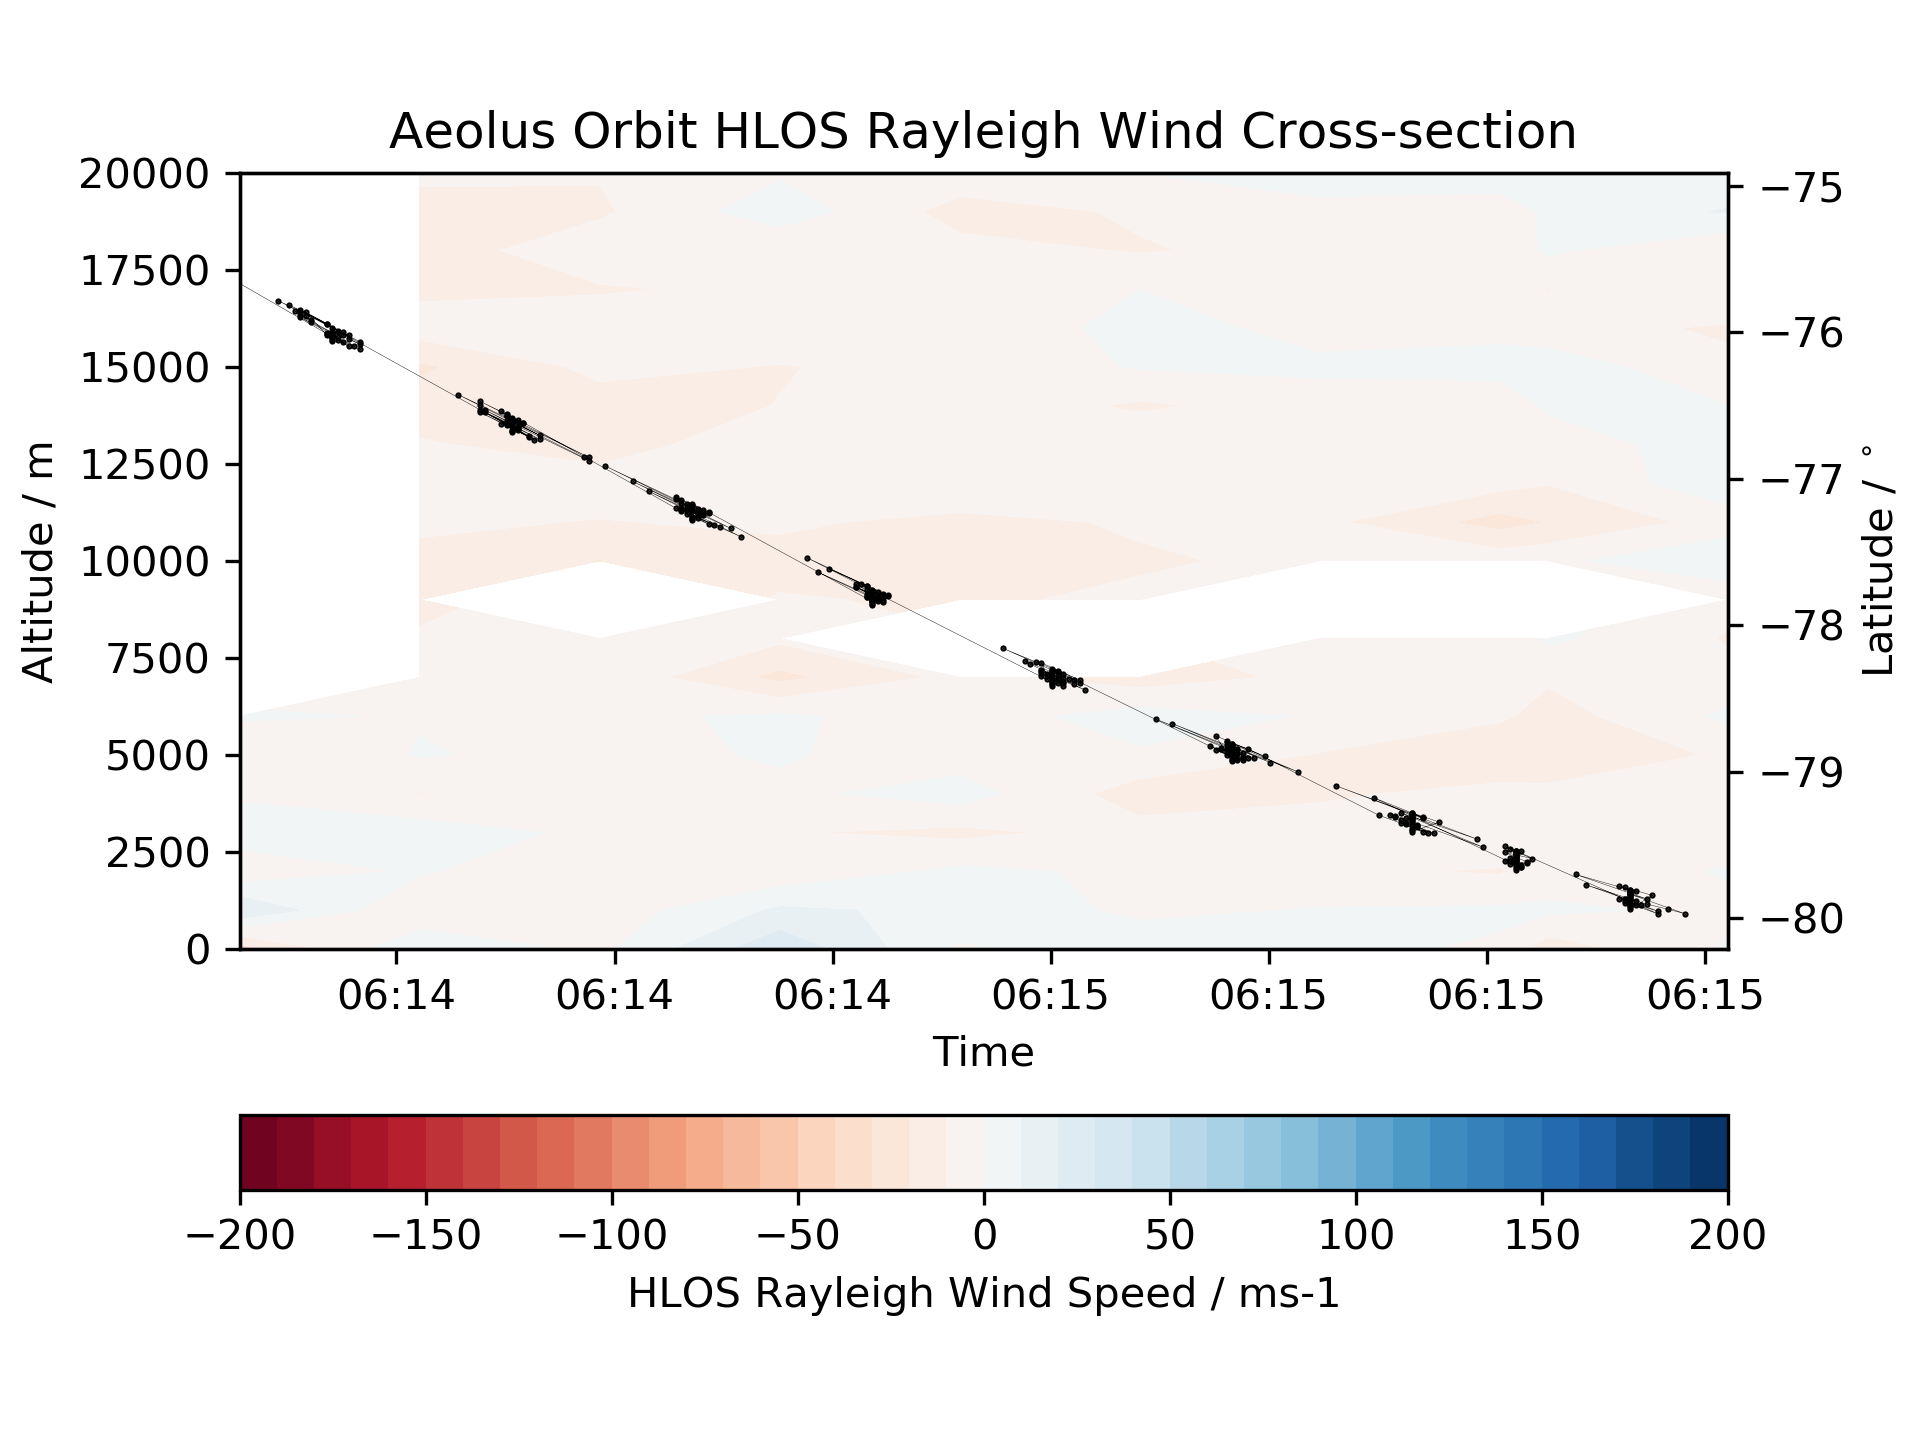 Aeolus Orbit HLOS Rayleigh Wind Cross-section
20000
17500
15000
12500
10000
7500
5000
2500
0
Altitude / m
−75
−76
−77
−78
−79
−80
Latitude / °
06:14 06:14 06:14 06:15 06:15 06:15 06:15
Time
−200 −150 −100 −50 0 50 100 150 200
HLOS Rayleigh Wind Speed / ms-1